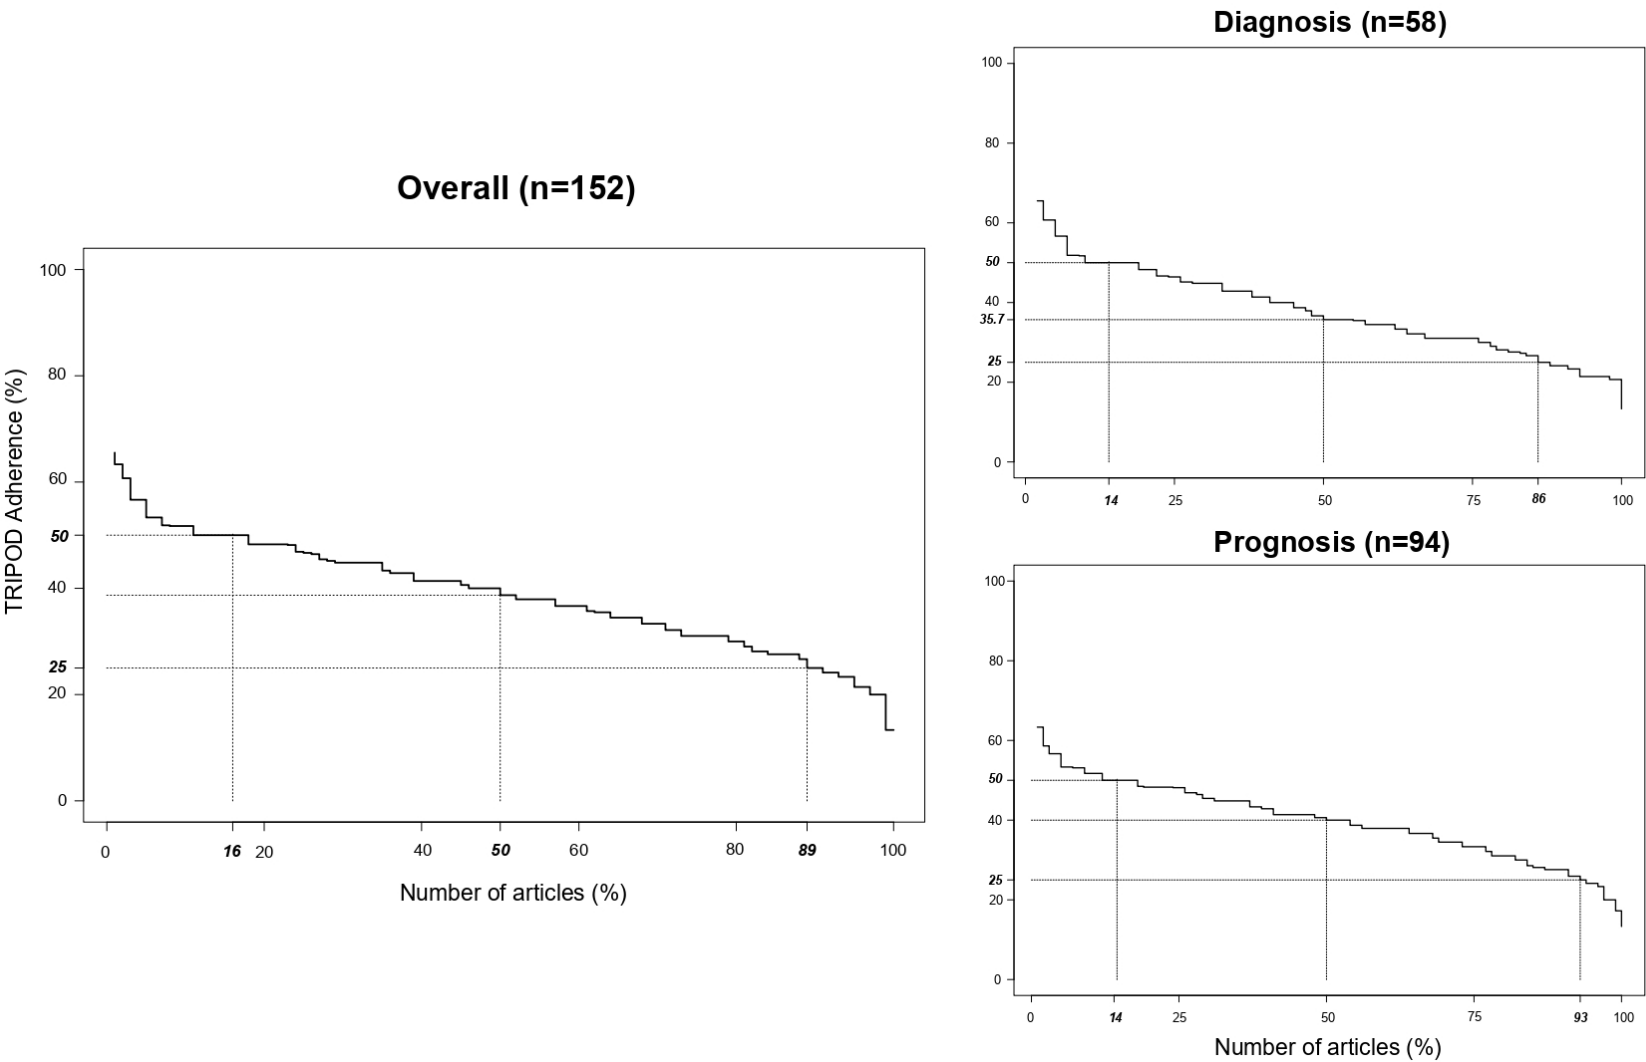 Overall (n=152)
TRIPOD Adherence (%)
100
80
60
50
40
25
20
0
0 16 20 40 50 60 80 89 100
Number of articles (%)
Diagnosis (n=58)
100
80
60
50
40
35.7
25
20
0
0 14 25 50 75 86 100
Prognosis (n=94)
100
80
60
50
40
25
20
0
0 14 25 50 75 93 100
Number of articles (%)